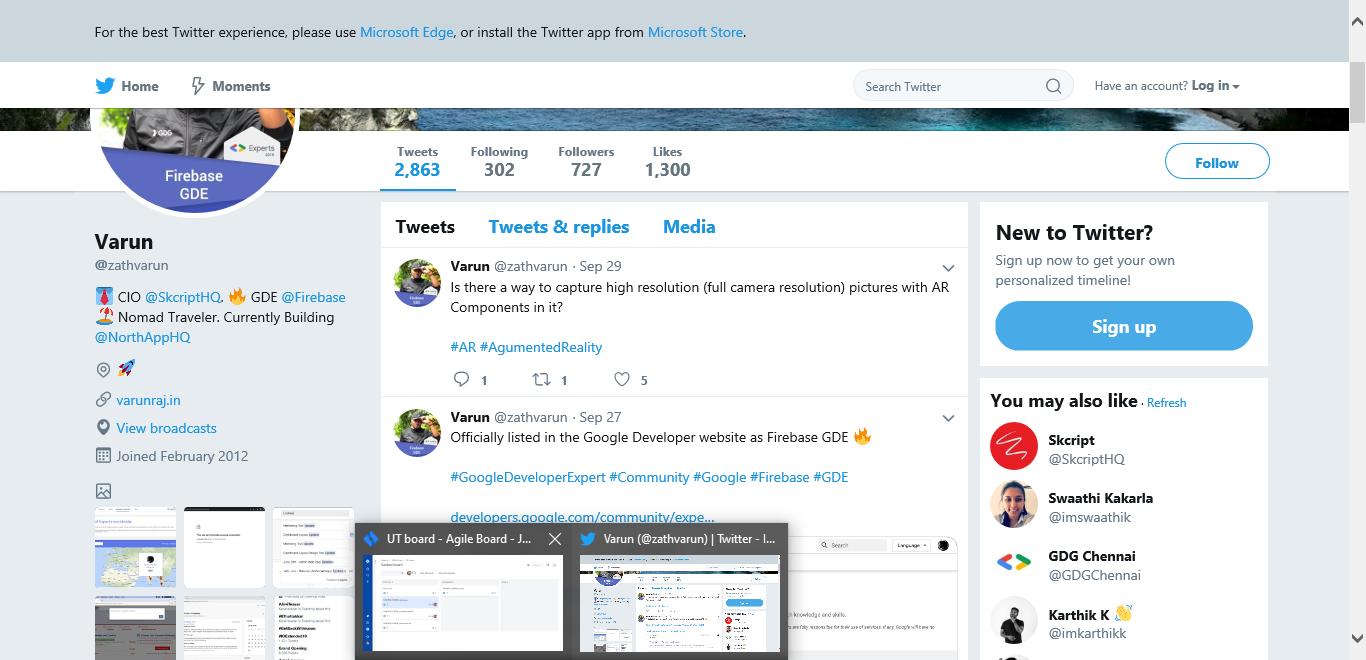 For the best Twitter experience, please use Microsoft Edge, or install the Twitter app from Microsoft Store.
Home
Moments
Search Twitter
Have an account? Log in
GDG
Experts
Firebase
GDE
Tweets
2,863
Following
302
Followers
727
Likes
1,300
Follow
Varun
@zathvarun
CIO @SkcriptHQ. 🔥 GDE @Firebase
Nomad Traveler. Currently Building
@NorthAppHQ
varunraj.in
View broadcasts
Joined February 2012
Tweets
Tweets & replies
Media
Varun @zathvarun · Sep 29
Is there a way to capture high resolution (full camera resolution) pictures with AR
Components in it?
#AR #AgumentedReality
1
1
5
Varun @zathvarun · Sep 27
Officially listed in the Google Developer website as Firebase GDE 🔥
#GoogleDeveloperExpert #Community #Google #Firebase #GDE
developers.google.com/community/expe...
Search
Language
UT board - Agile Board - J...
Varun (@zathvarun) | Twitter - I...
New to Twitter?
Sign up now to get your own
personalized timeline!
Sign up
You may also like · Refresh
Skcript
@SkcriptHQ
Swaathi Kakarla
@imswaathik
GDG Chennai
@GDGChennai
Karthik K 👋
@imkarthikk